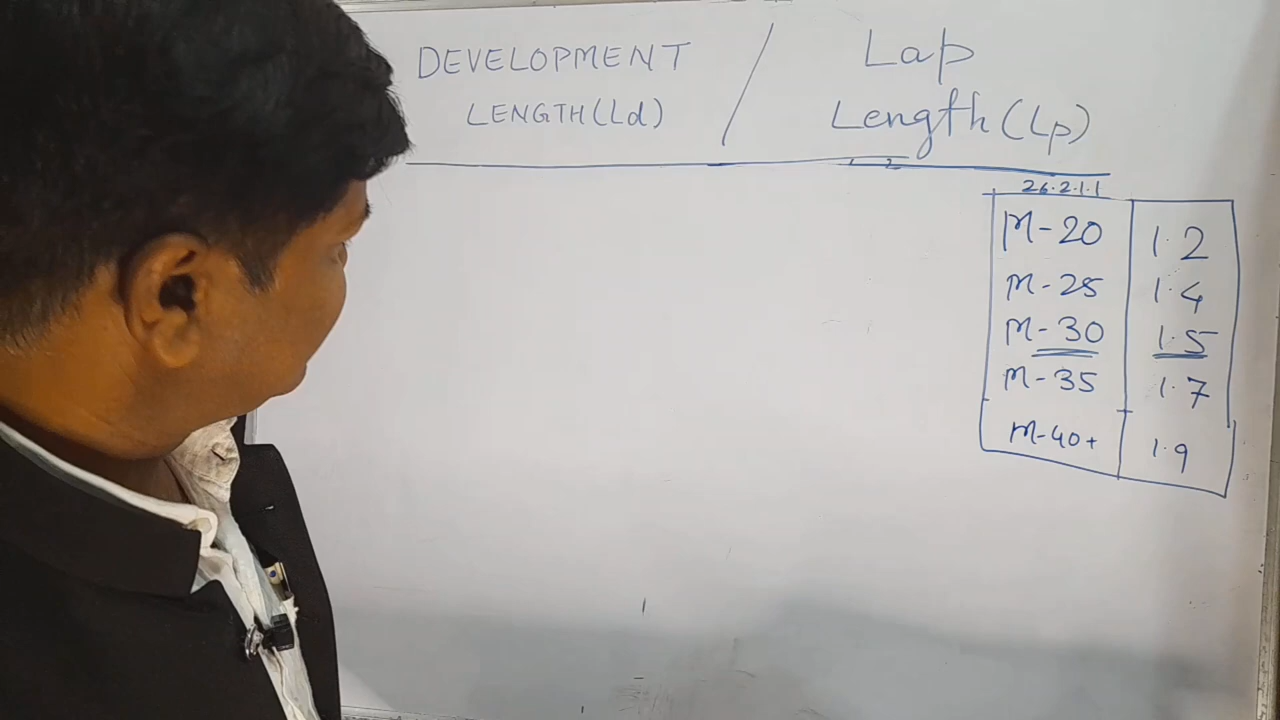 DEVELOPMENT / Lap
LENGTH (Ld) Length (Lp)
26.2.1.1
M-20 1.2
M-25 1.4
M-30 1.5
M-35 1.7
M-40+ 1.9